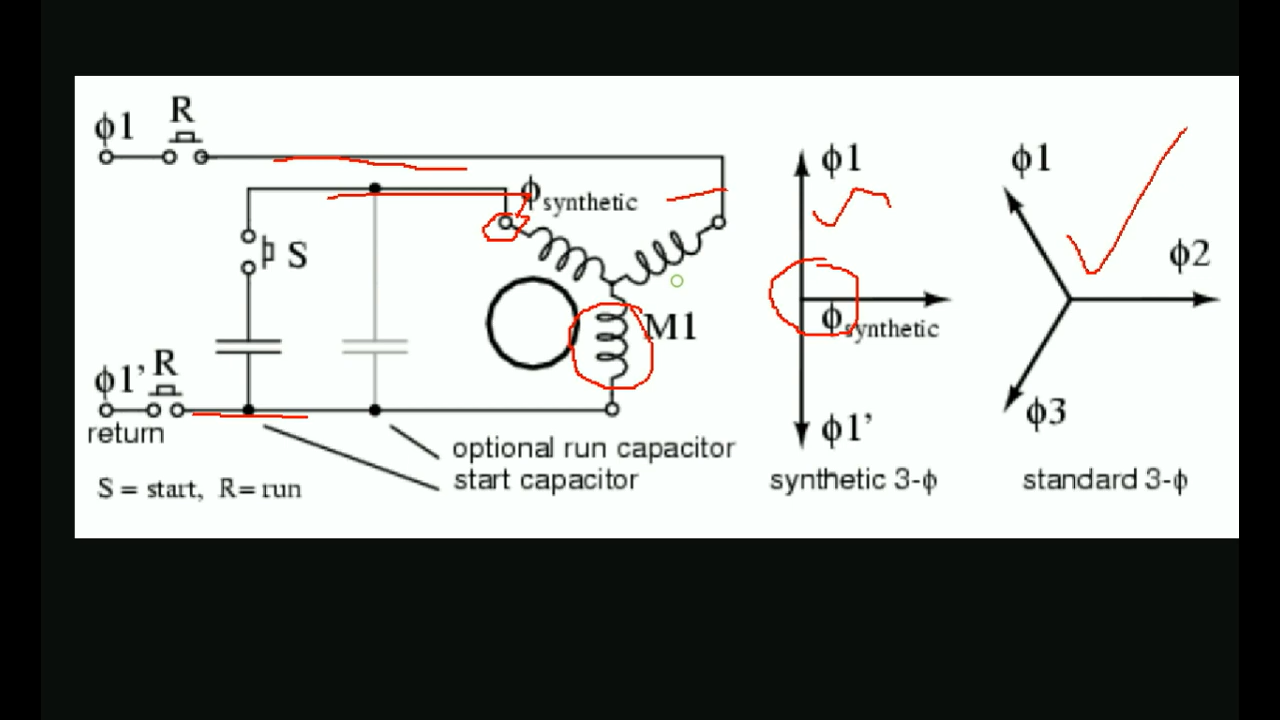 ϕ1
R
S
ϕ1'
R
return
S = start, R= run
ϕsynthetic
M1
optional run capacitor
start capacitor
ϕ1
ϕsynthetic
ϕ1'
synthetic 3-ϕ
ϕ1
ϕ2
ϕ3
standard 3-ϕ